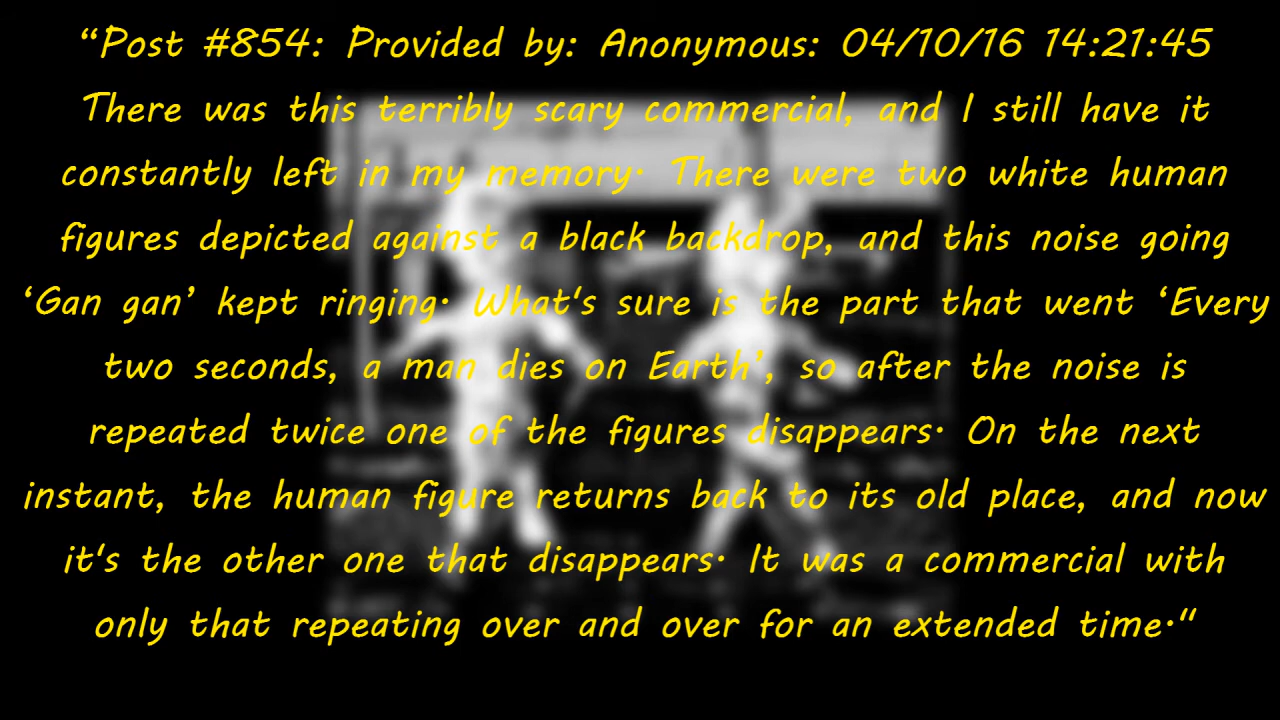 “Post #854: Provided by: Anonymous: 04/10/16 14:21:45
There was this terribly scary commercial, and I still have it
constantly left in my memory. There were two white human
figures depicted against a black backdrop, and this noise going
‘Gan gan’ kept ringing. What's sure is the part that went ‘Every
two seconds, a man dies on Earth’, so after the noise is
repeated twice one of the figures disappears. On the next
instant, the human figure returns back to its old place, and now
it's the other one that disappears. It was a commercial with
only that repeating over and over for an extended time."